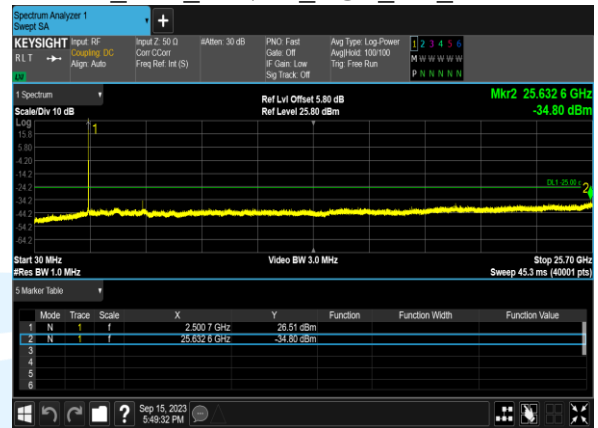 Spectrum Analyzer 1
Swept SA
+
KEYSIGHT Input: RF Input Z: 50 Ω #Atten: 30 dB PNO: Fast Avg Type: Log-Power 1 2 3 4 5 6
RLT Coupling: DC Corr CCorr Gate: Off Avg|Hold: 100/100 M W W W W W
Align: Auto Freq Ref: Int (S) IF Gain: Low Trig: Free Run
Sig Track: Off P N N N N N
1 Spectrum Ref Lvl Offset 5.80 dB Mkr2 25.632 6 GHz
Scale/Div 10 dB Ref Level 25.80 dBm -34.80 dBm
Log
15.8 1
5.80
-4.20
-14.2
-24.2 DL1 -25.00
-34.2 2
-44.2
-54.2
-64.2
Start 30 MHz Video BW 3.0 MHz Stop 25.70 GHz
#Res BW 1.0 MHz Sweep 45.3 ms (40001 pts)
5 Marker Table
Mode Trace Scale X Y Function Function Width Function Value
1 N 1 f 2.500 7 GHz 26.51 dBm
2 N 1 f 25.632 6 GHz -34.80 dBm
3
4
5
6
? Sep 15, 2023
5:49:32 PM